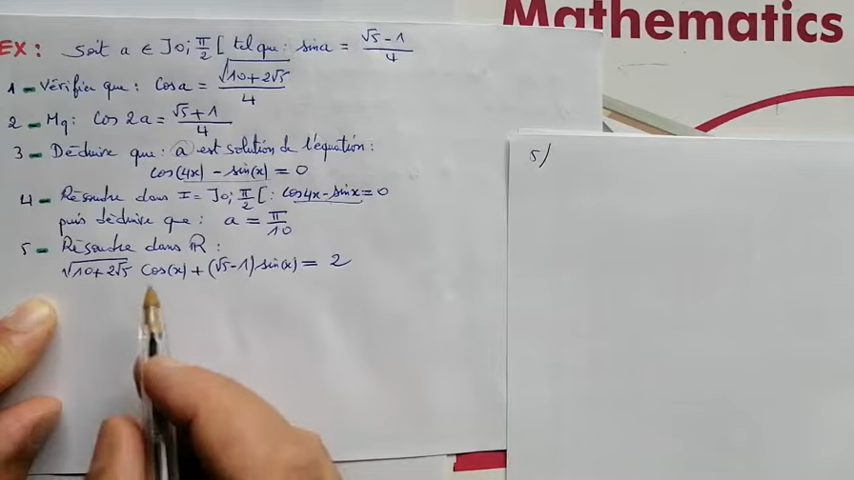 Mathématiques
EX : soit a ∈ ]0; π/2[ tel que : sina = (√5 - 1)/4
1 - Vérifier que : cosa = √(10+2√5)/4
2 - Mq : cos 2a = (√5 + 1)/4
3 - Déduire que : a est solution de l'équation :
cos(4x) - sin(x) = 0
4 - Résoudre dans I = ]0; π/2[ : cos4x - sinx = 0
puis déduire que : a = π/10
5 - Résoudre dans ℝ :
√(10+2√5) cos(x) + (√5-1) sin(x) = 2
5/